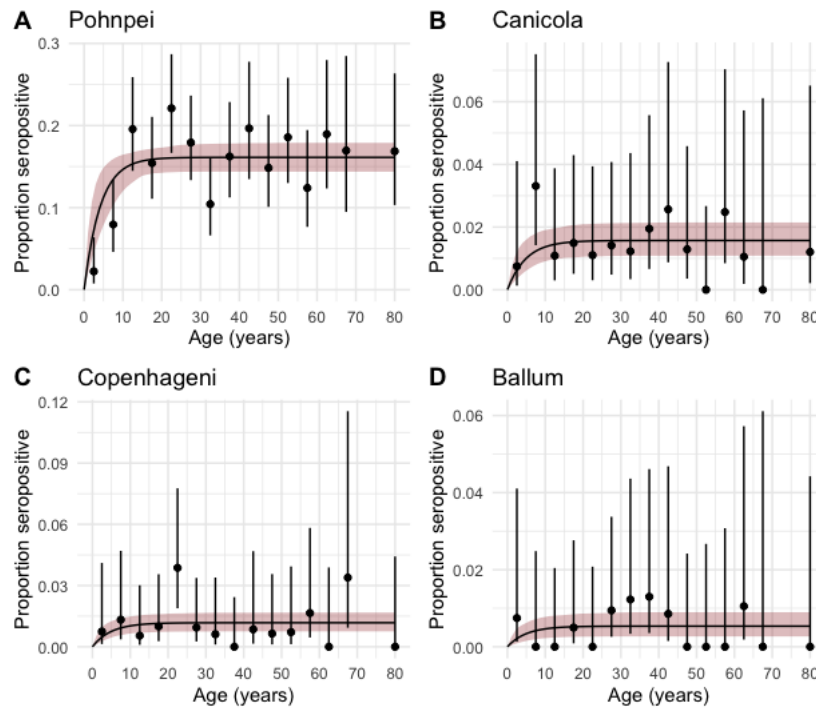 A Pohnpei
Proportion seropositive
0.3
0.2
0.1
0.0
0 10 20 30 40 50 60 70 80
Age (years)
B Canicola
Proportion seropositive
0.06
0.04
0.02
0.00
0 10 20 30 40 50 60 70 80
Age (years)
C Copenhageni
Proportion seropositive
0.12
0.09
0.06
0.03
0.00
0 10 20 30 40 50 60 70 80
Age (years)
D Ballum
Proportion seropositive
0.06
0.04
0.02
0.00
0 10 20 30 40 50 60 70 80
Age (years)